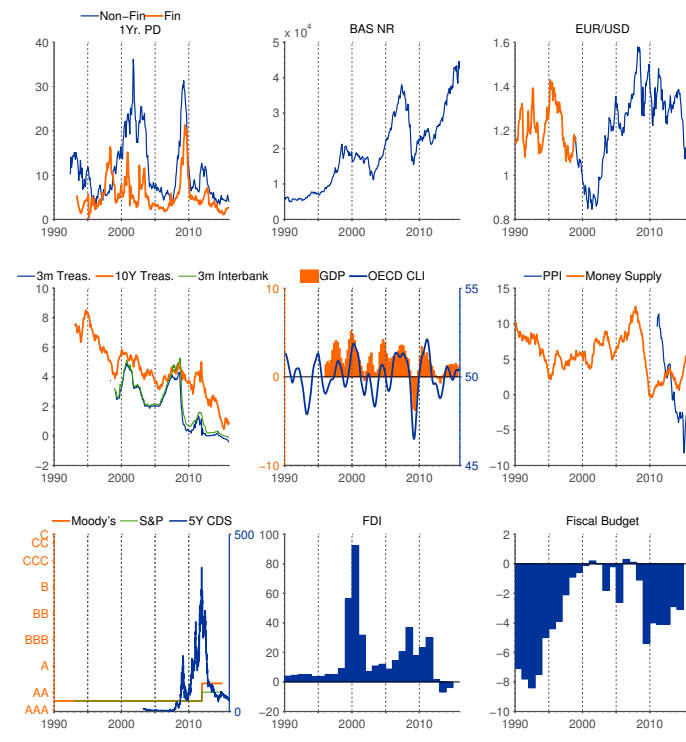 Non−Fin Fin
1Yr. PD
40
30
20
10
0
1990 2000 2010
BAS NR
x 10^4
5
4
3
2
1
0
1990 2000 2010
EUR/USD
1.6
1.4
1.2
1
0.8
1990 2000 2010
3m Treas. 10Y Treas. 3m Interbank
10
8
6
4
2
0
−2
1990 2000 2010
GDP OECD CLI
10 55
0 50
−10 45
1990 2000 2010
PPI Money Supply
15
10
5
0
−5
−10
1990 2000 2010
Moody's S&P 5Y CDS
C 500
CC
CCC
B
BB
BBB
A
AA
AAA 0
1990 2000 2010
FDI
100
80
60
40
20
0
−20
1990 2000 2010
Fiscal Budget
2
0
−2
−4
−6
−8
−10
1990 2000 2010